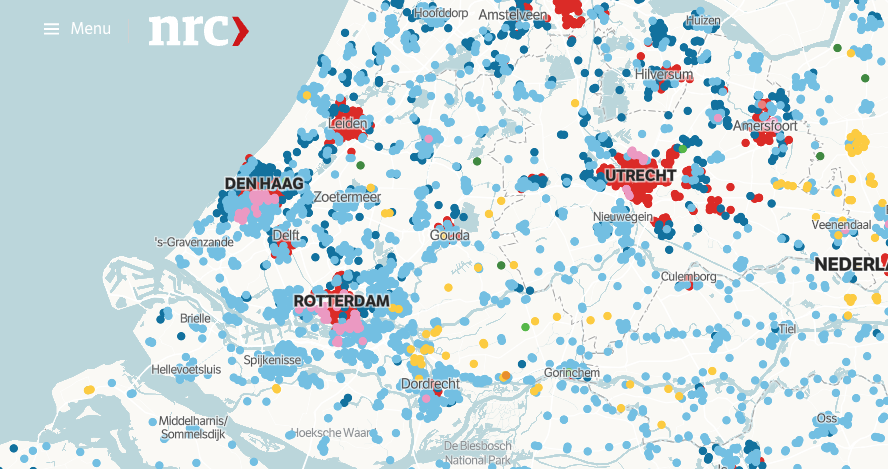 Menu
nrc
Hoofddorp
Amstelveen
Huizen
Hilversum
Leiden
Amersfoort
DEN HAAG
UTRECHT
Zoetermeer
Nieuwegein
Veenendaal
's-Gravenzande
Delft
Gouda
NEDERLA
Culemborg
ROTTERDAM
Brielle
Tiel
Spijkenisse
Hellevoetsluis
Gorinchem
Dordrecht
Middelharnis/
Sommelsdijk
Oss
Hoeksche Waard
De Biesbosch
National Park